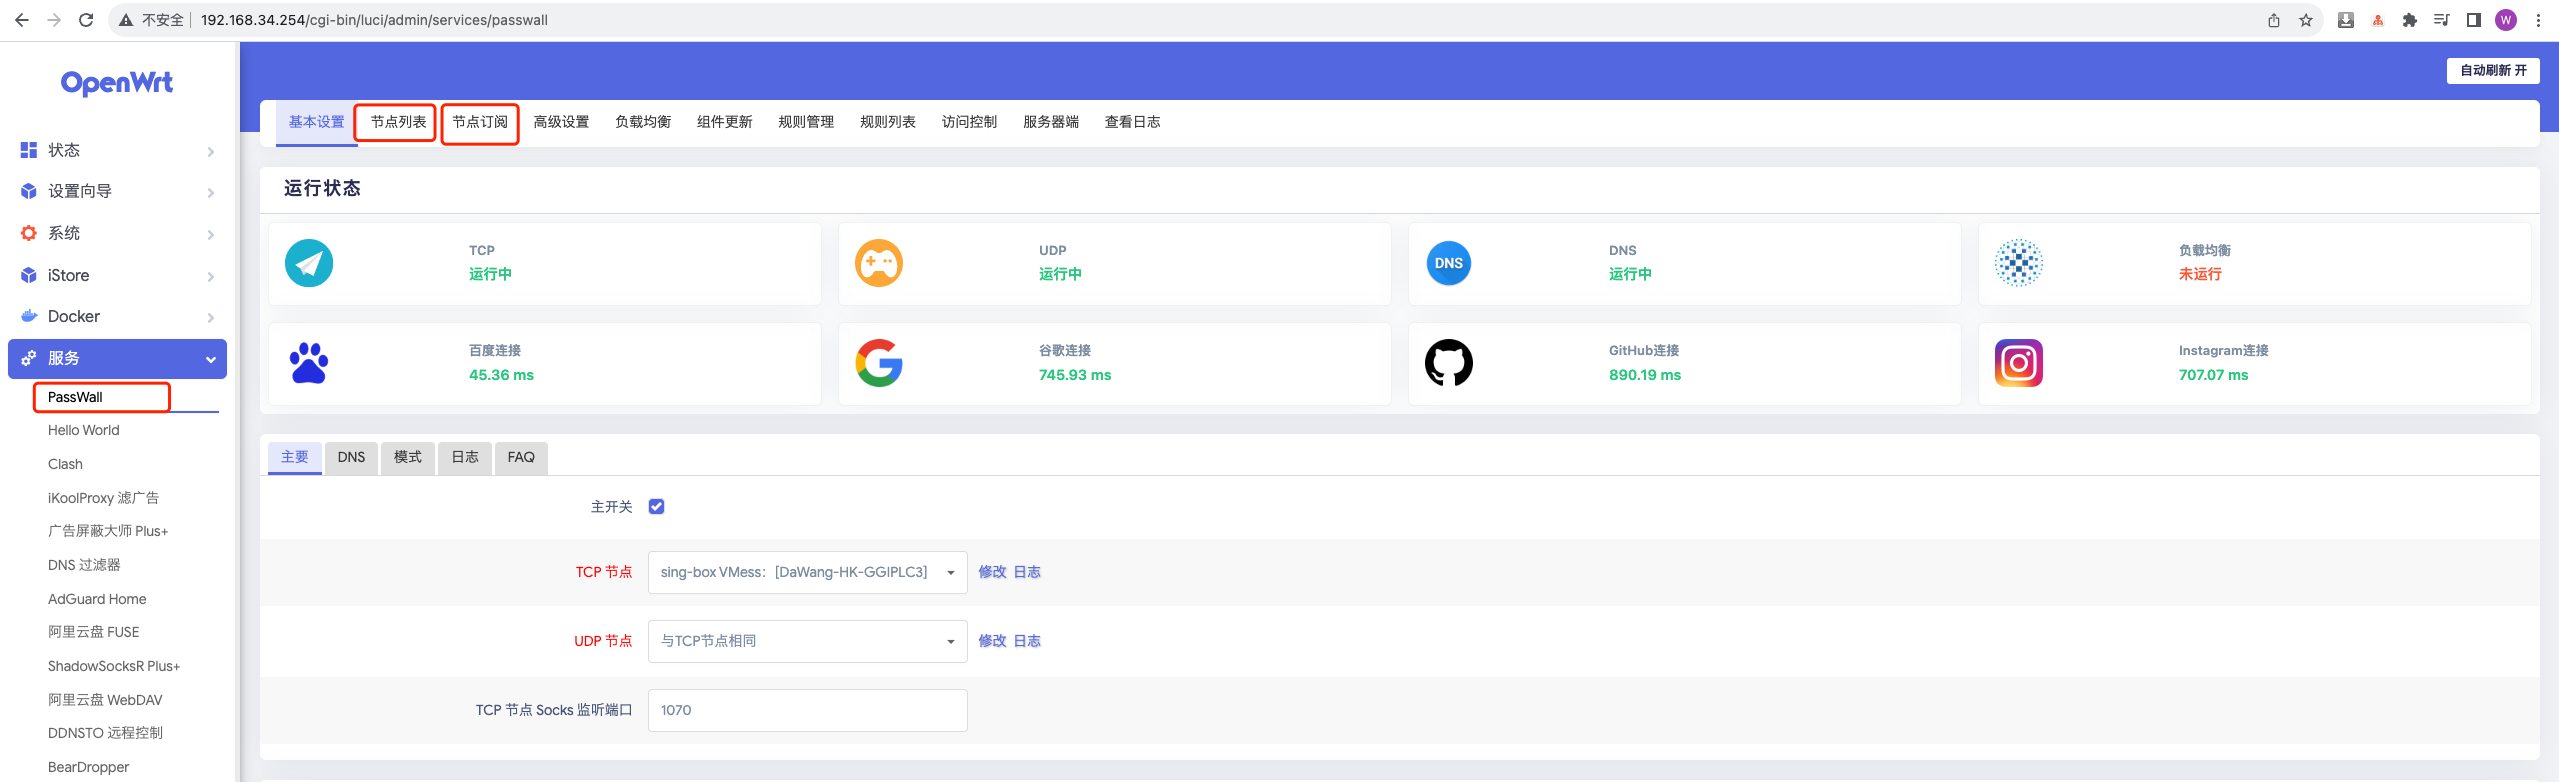 不安全 192.168.34.254/cgi-bin/luci/admin/services/passwall
W
OpenWrt
自动刷新 开
基本设置 节点列表 节点订阅 高级设置 负载均衡 组件更新 规则管理 规则列表 访问控制 服务器端 查看日志
状态
设置向导
系统
iStore
Docker
服务
PassWall
Hello World
Clash
iKoolProxy 滤广告
广告屏蔽大师 Plus+
DNS 过滤器
AdGuard Home
阿里云盘 FUSE
ShadowSocksR Plus+
阿里云盘 WebDAV
DDNSTO 远程控制
BearDropper
运行状态
TCP
运行中
UDP
运行中
DNS
DNS
运行中
负载均衡
未运行
百度连接
45.36 ms
谷歌连接
745.93 ms
GitHub连接
890.19 ms
Instagram连接
707.07 ms
主要 DNS 模式 日志 FAQ
主开关
TCP 节点 sing-box VMess：[DaWang-HK-GGIPLC3] 修改 日志
UDP 节点 与TCP节点相同 修改 日志
TCP 节点 Socks 监听端口 1070